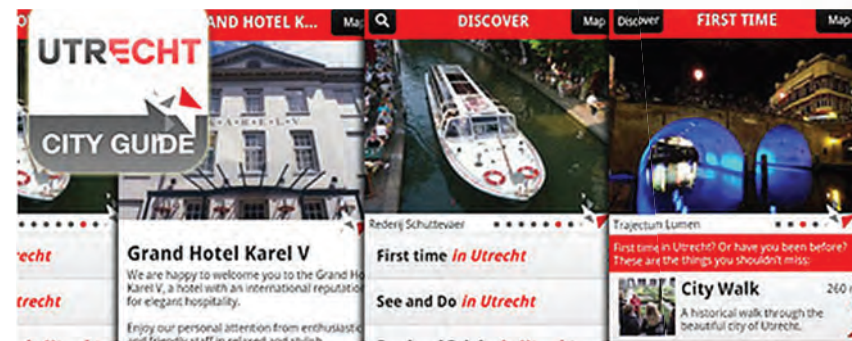 UTRECHT
CITY GUIDE
recht
trecht
AND HOTEL K... Map
KAREL V
Grand Hotel Karel V
We are happy to welcome you to the Grand Ho
Karel V, a hotel with an international reputation
for elegant hospitality.
Enjoy our personal attention from enthusiastic
and friendly staff in relaxed and stylish
DISCOVER Map
Rederij Schuttevaer
First time in Utrecht
See and Do in Utrecht
Discover FIRST TIME Map
Trajectum Lumen
First time in Utrecht? Or have you been before?
These are the things you shouldn't miss:
City Walk 260 m
A historical walk through the
beautiful city of Utrecht.